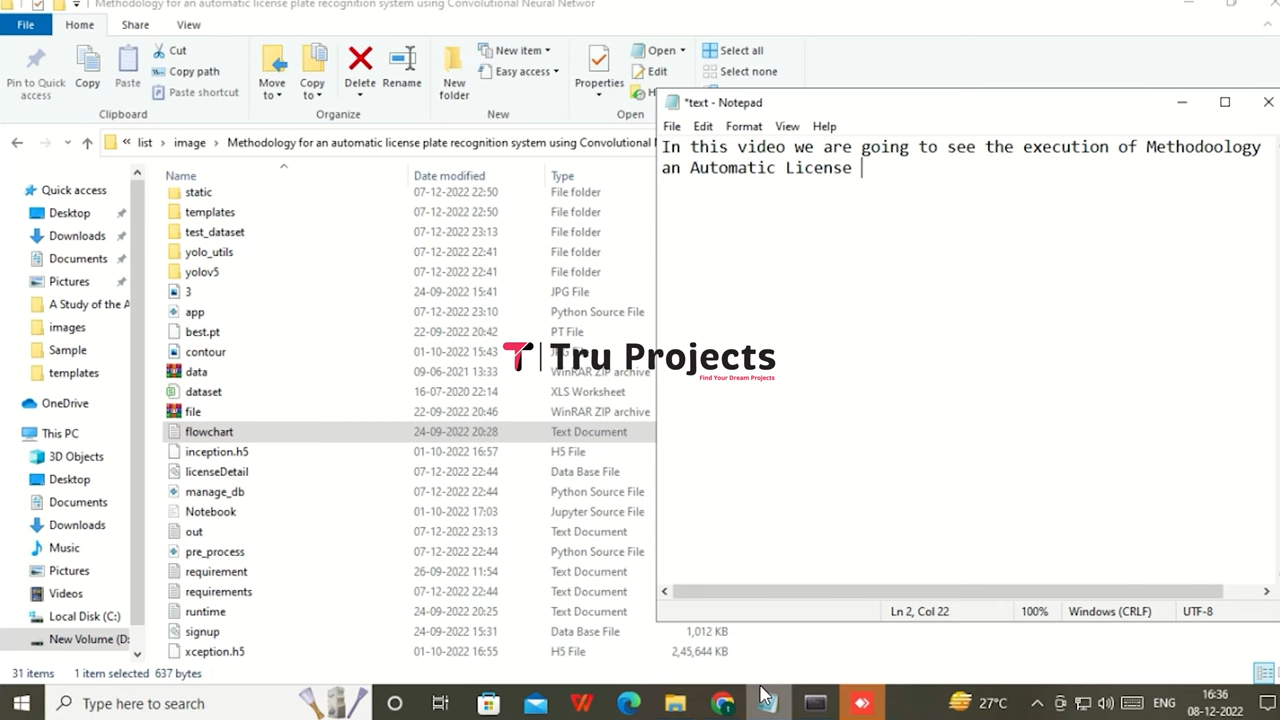 Methodology for an automatic license plate recognition system using Convolutional Neural Networ
File Home Share View
Cut
Copy path
Paste shortcut
Pin to Quick access
Copy
Paste
Clipboard
Move to
Copy to
Delete
Rename
Organize
New folder
New item
Easy access
New
Properties
Open
Edit
Open
Select all
Select none
« list image Methodology for an automatic license plate recognition system using Convolutional
Quick access
Desktop
Downloads
Documents
Pictures
A Study of the A
images
Sample
templates
OneDrive
This PC
3D Objects
Desktop
Documents
Downloads
Music
Pictures
Videos
Local Disk (C:)
New Volume (D:
Name Date modified Type
static 07-12-2022 22:50 File folder
templates 07-12-2022 22:50 File folder
test_dataset 07-12-2022 23:13 File folder
yolo_utils 07-12-2022 22:41 File folder
yolov5 07-12-2022 22:41 File folder
3 24-09-2022 15:41 JPG File
app 07-12-2022 23:10 Python Source File
best.pt 22-09-2022 20:42 PT File
contour 01-10-2022 15:43
data 09-06-2021 13:33 WinRAR ZIP archive
dataset 16-07-2020 22:14 XLS Worksheet
file 22-09-2022 20:46 WinRAR ZIP archive
flowchart 24-09-2022 20:28 Text Document
inception.h5 01-10-2022 16:57 H5 File
licenseDetail 07-12-2022 22:44 Data Base File
manage_db 07-12-2022 22:44 Python Source File
Notebook 01-10-2022 17:03 Jupyter Source File
out 07-12-2022 23:13 Text Document
pre_process 07-12-2022 22:44 Python Source File
requirement 26-09-2022 11:54 Text Document
requirements 07-12-2022 22:44 Text Document
runtime 24-09-2022 20:25 Text Document
signup 24-09-2022 15:31 Data Base File 1,012 KB
xception.h5 01-10-2022 16:55 H5 File 2,45,644 KB
31 items 1 item selected 637 bytes
*text - Notepad
File Edit Format View Help
In this video we are going to see the execution of Methodoology
an Automatic License
Ln 2, Col 22 100% Windows (CRLF) UTF-8
Tru Projects
Find Your Dream Projects
Type here to search
27°C
ENG
16:36
08-12-2022